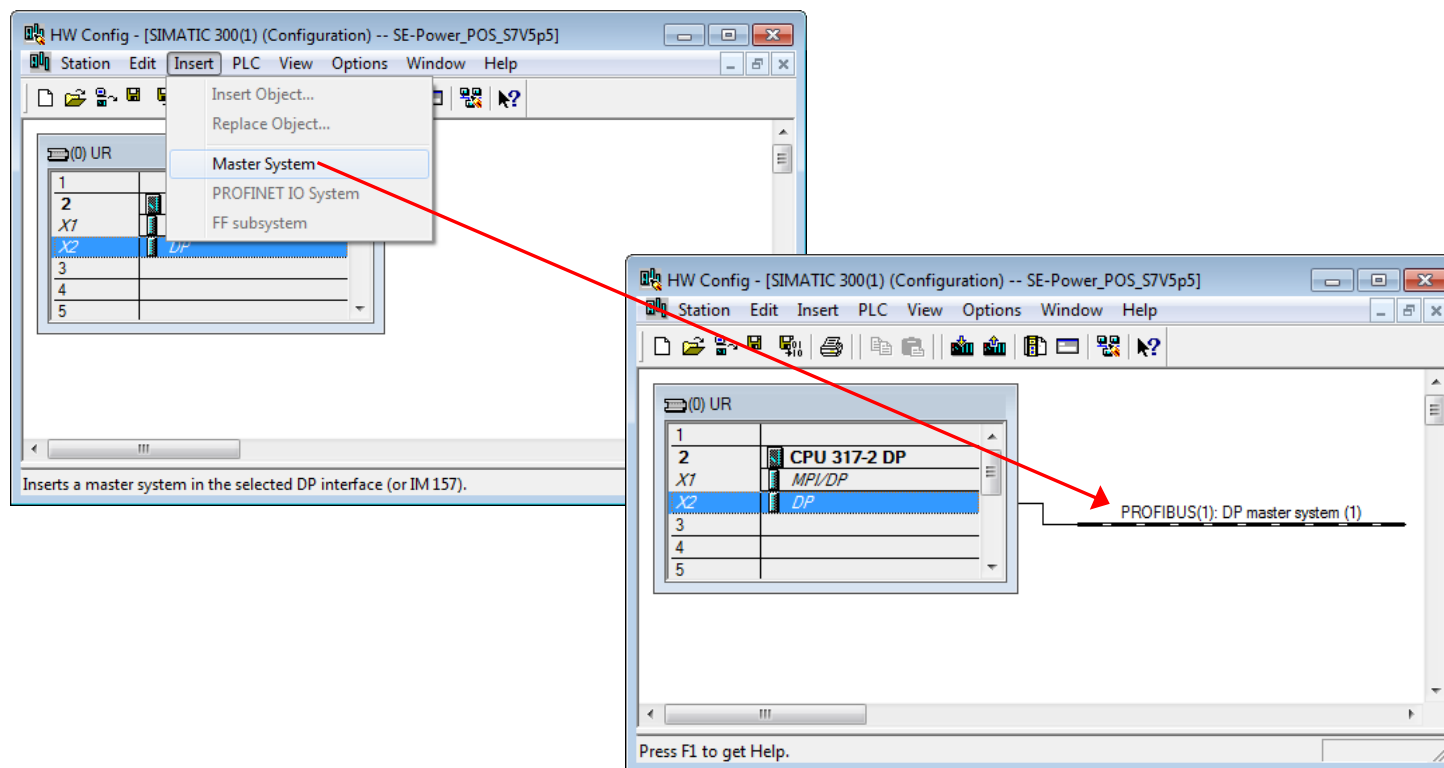 HW Config - [SIMATIC 300(1) (Configuration) -- SE-Power_POS_S7V5p5]
Station Edit Insert PLC View Options Window Help
Insert Object...
Replace Object...
Master System
PROFINET IO System
FF subsystem
(0) UR
1
2
X1
X2 DP
3
4
5
Inserts a master system in the selected DP interface (or IM 157).
HW Config - [SIMATIC 300(1) (Configuration) -- SE-Power_POS_S7V5p5]
Station Edit Insert PLC View Options Window Help
(0) UR
1
2 CPU 317-2 DP
X1 MPI/DP
X2 DP
3
4
5
PROFIBUS(1): DP master system (1)
Press F1 to get Help.